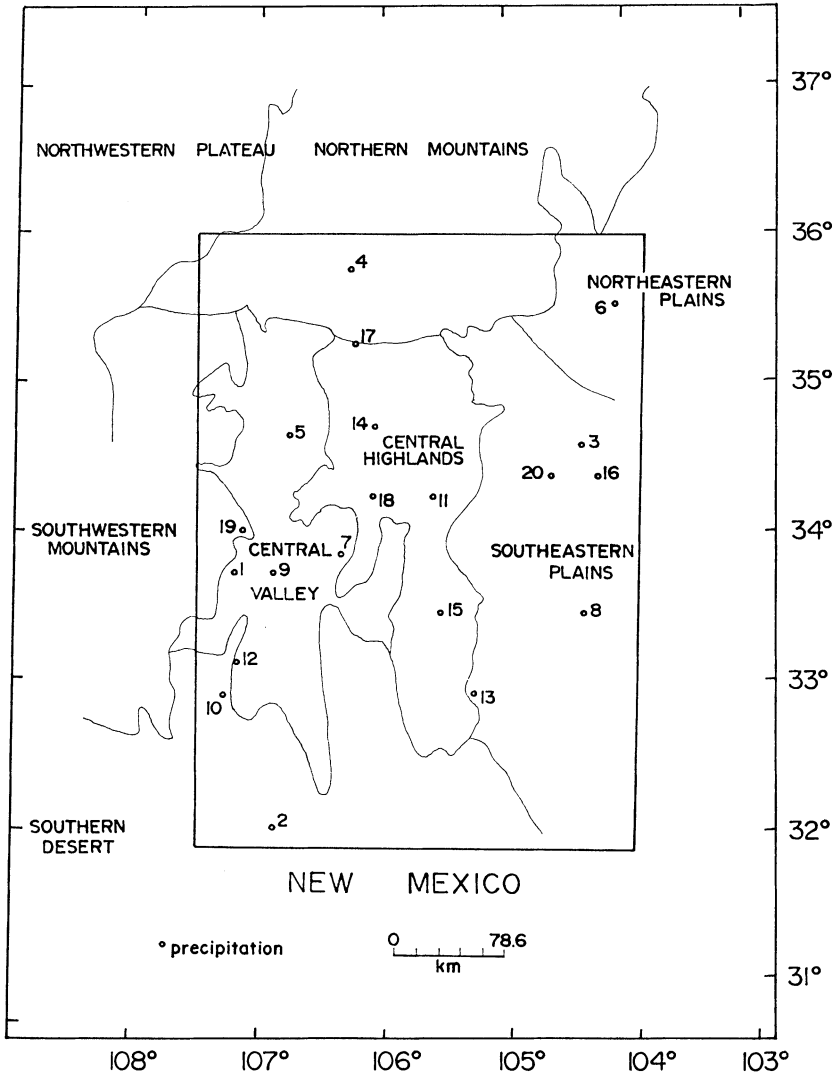 37°
NORTHWESTERN PLATEAU NORTHERN MOUNTAINS
36°
4
NORTHEASTERN
PLAINS
6
17
35°
14
5
CENTRAL
HIGHLANDS
3
20
16
18
11
19
34°
SOUTHWESTERN
MOUNTAINS
7
CENTRAL
SOUTHEASTERN
PLAINS
1
9
VALLEY
15
8
12
33°
10
13
2
32°
SOUTHERN
DESERT
NEW MEXICO
precipitation
0 78.6
km
31°
108° 107° 106° 105° 104° 103°